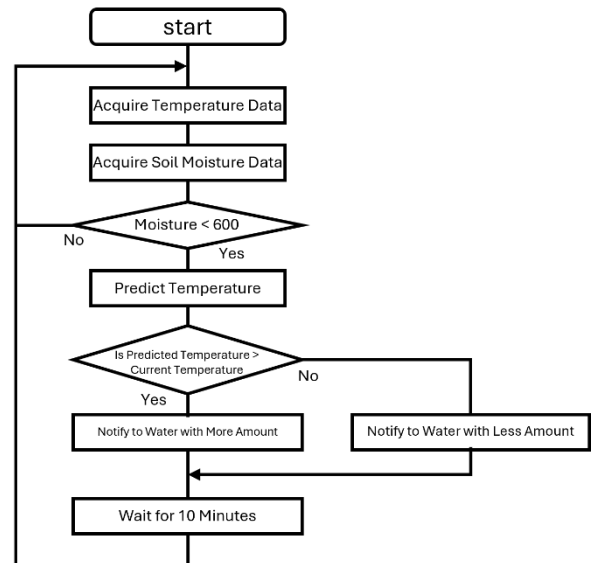 start
Acquire Temperature Data
Acquire Soil Moisture Data
Moisture < 600
No
Yes
Predict Temperature
Is Predicted Temperature >
Current Temperature
No
Yes
Notify to Water with More Amount
Notify to Water with Less Amount
Wait for 10 Minutes